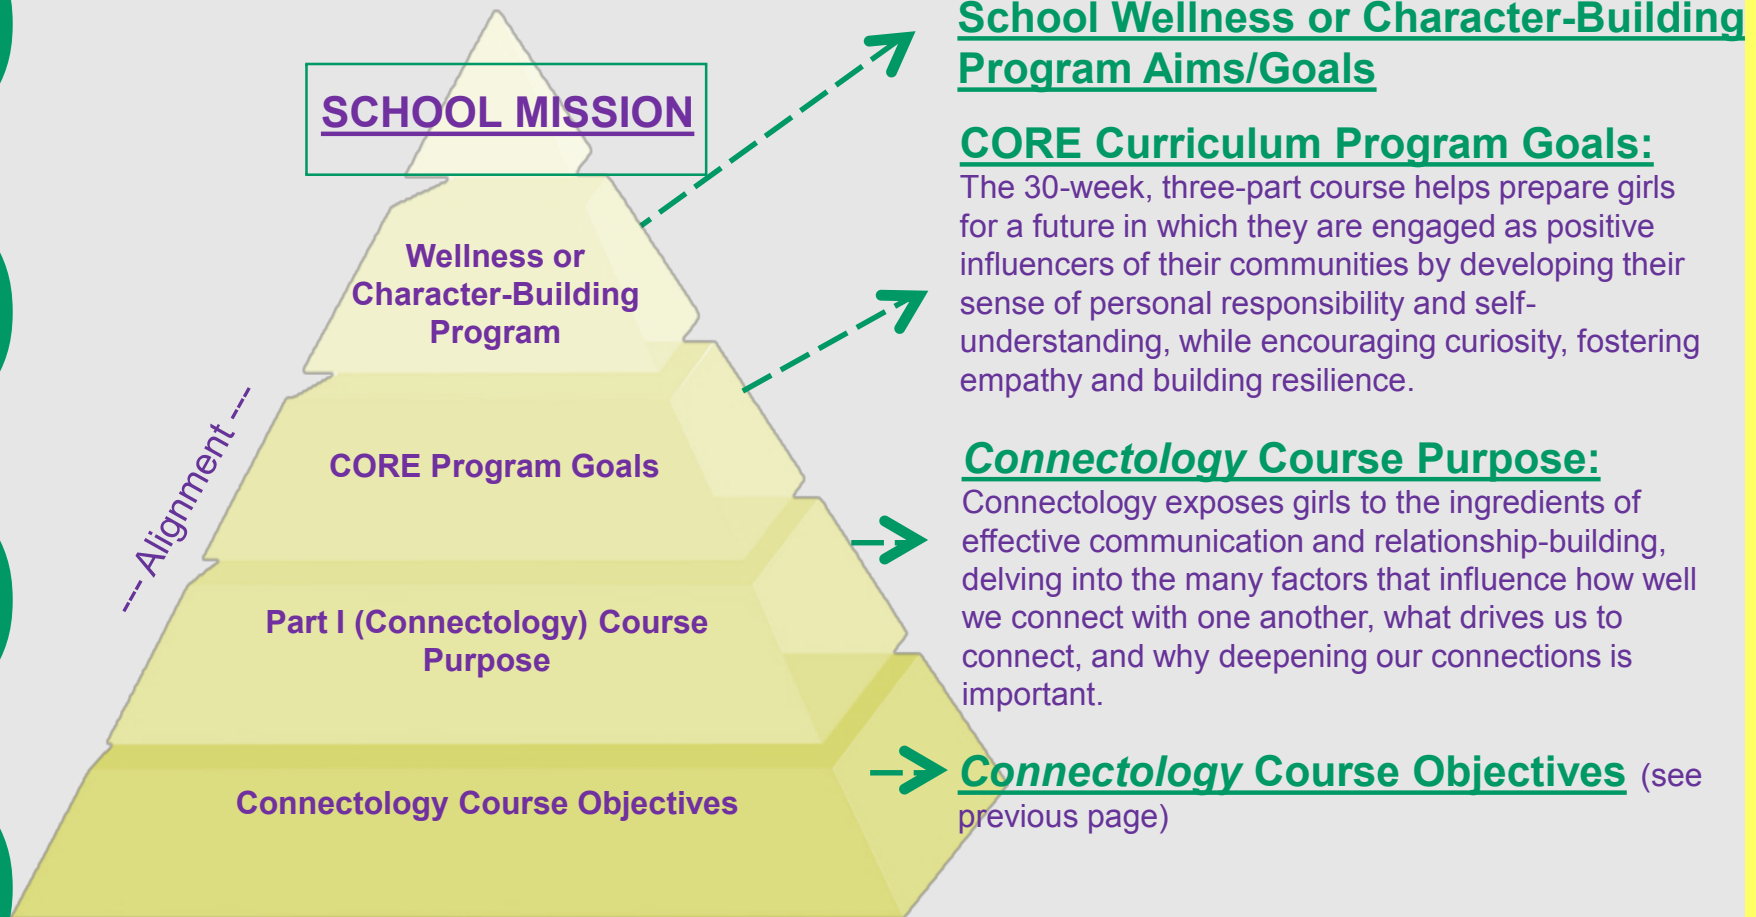 SCHOOL MISSION
Wellness or
Character-Building
Program
CORE Program Goals
Part I (Connectology) Course
Purpose
Connectology Course Objectives
--- Alignment ---
School Wellness or Character-Building
Program Aims/Goals
CORE Curriculum Program Goals:
The 30-week, three-part course helps prepare girls
for a future in which they are engaged as positive
influencers of their communities by developing their
sense of personal responsibility and self-
understanding, while encouraging curiosity, fostering
empathy and building resilience.
Connectology Course Purpose:
Connectology exposes girls to the ingredients of
effective communication and relationship-building,
delving into the many factors that influence how well
we connect with one another, what drives us to
connect, and why deepening our connections is
important.
Connectology Course Objectives (see
previous page)